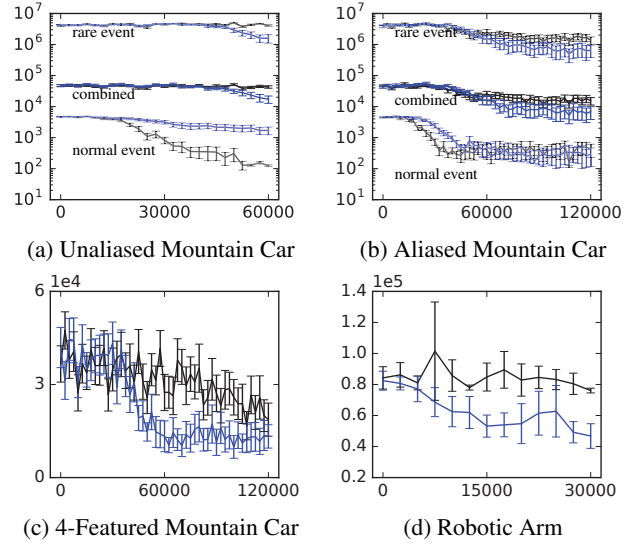 10^7 10^7
10^6 rare event 10^6 rare event
10^5 10^5
combined combined
10^4 10^4
10^3 10^3
normal event
10^2 10^2
normal event
10^1 10^1
0 30000 60000 0 60000 120000
(a) Unaliased Mountain Car (b) Aliased Mountain Car
1e4 1e5
6 1.4
1.2
1.0
3 0.8
0.6
0.4
0 0.2
0 60000 120000 0 15000 30000
(c) 4-Featured Mountain Car (d) Robotic Arm